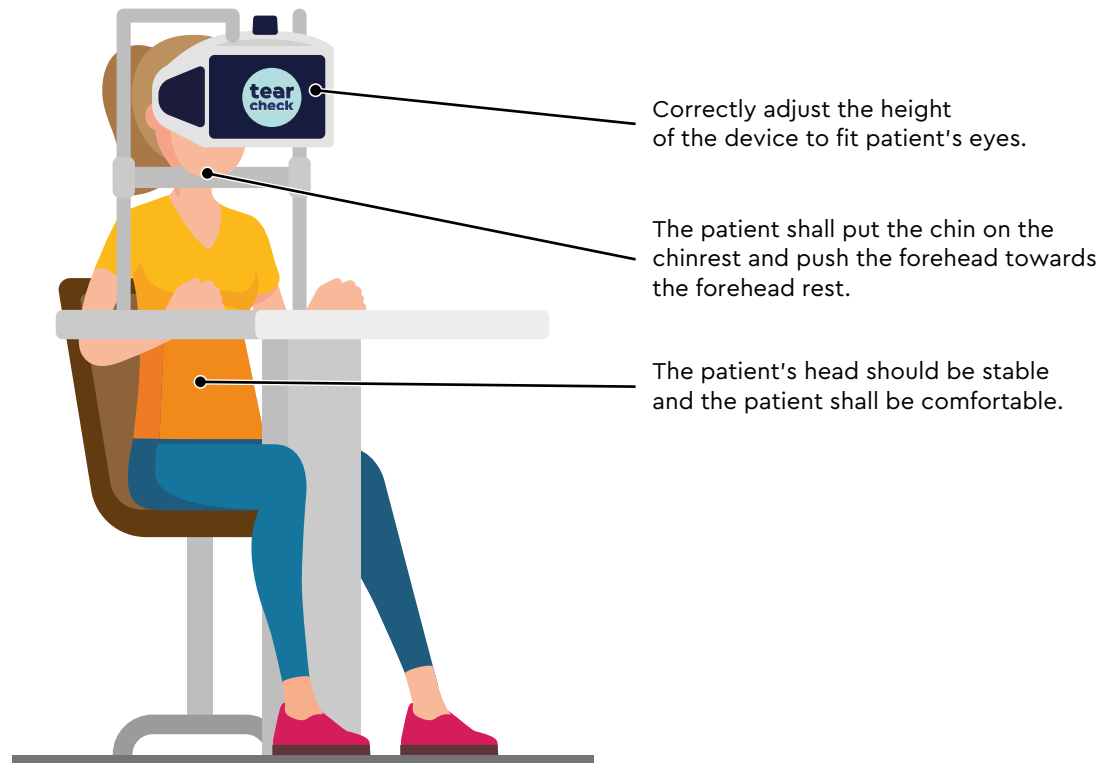 tear
check
Correctly adjust the height
of the device to fit patient's eyes.
The patient shall put the chin on the
chinrest and push the forehead towards
the forehead rest.
The patient's head should be stable
and the patient shall be comfortable.